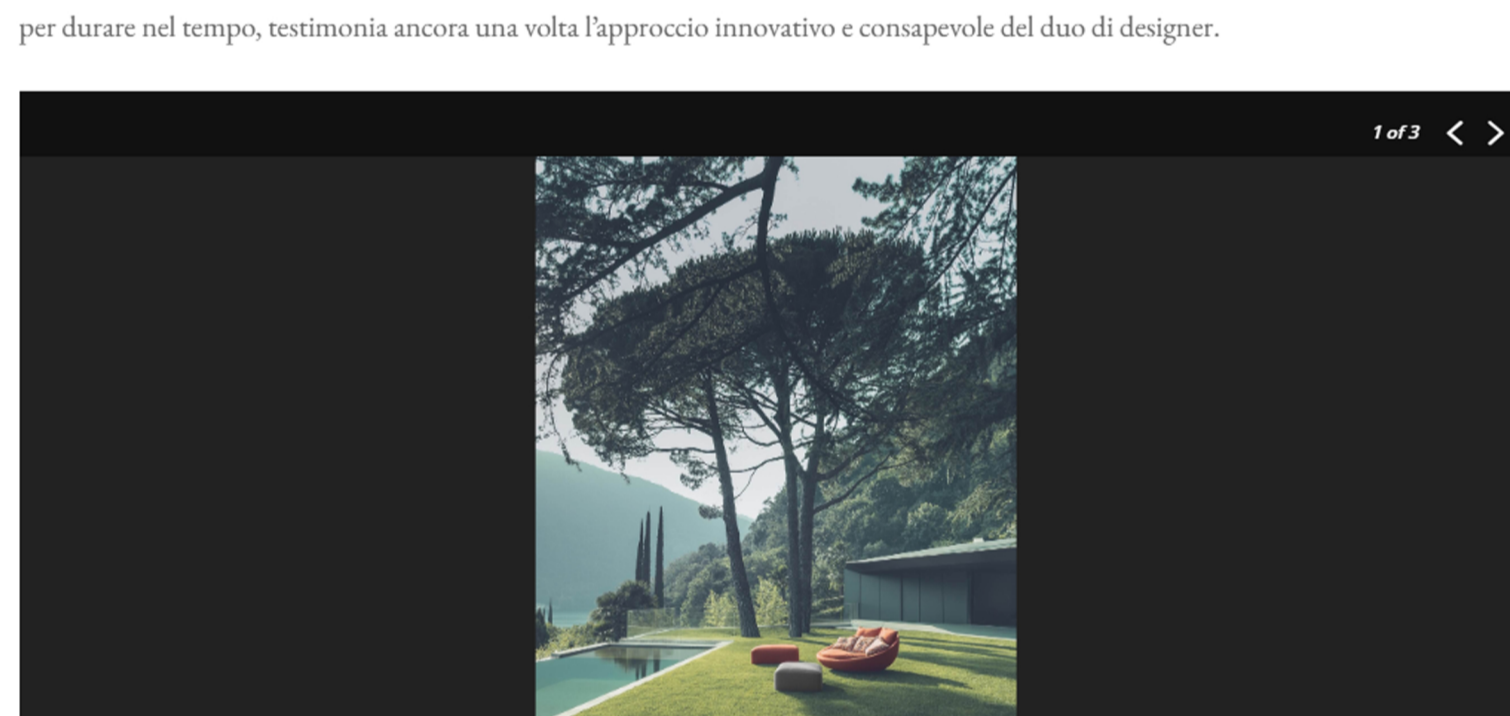 per durare nel tempo, testimonia ancora una volta l’approccio innovativo e consapevole del duo di designer.
1 of 3